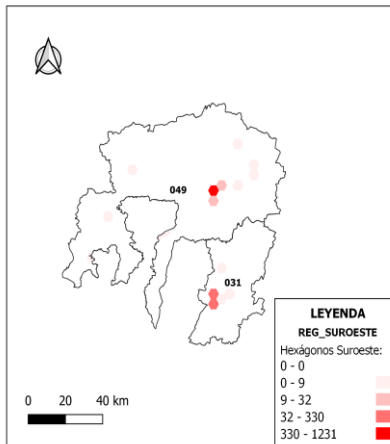 049
031
LEYENDA
REG_SUROESTE
Hexágonos Suroeste:
0 - 0
0 - 9
9 - 32
32 - 330
330 - 1231
0 20 40 km